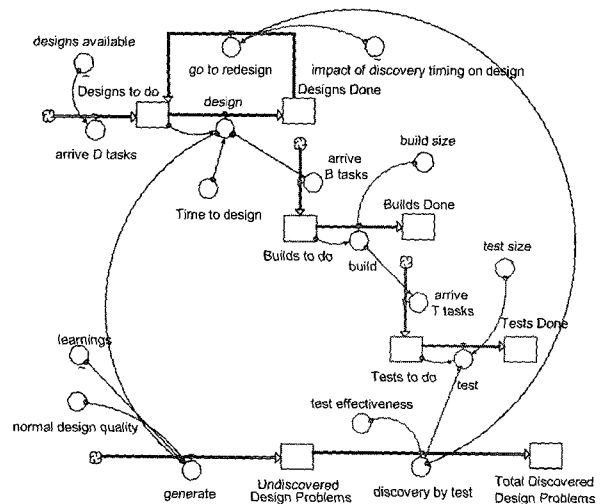 designs available
go to redesign
impact of discovery timing on design
Designs to do
design
Designs Done
arrive D tasks
arrive
B tasks
build size
Time to design
Builds Done
Builds to do
build
test size
arrive
T tasks
Tests Done
learnings
Tests to do
test
test effectiveness
normal design quality
generate
Undiscovered
Design Problems
discovery by test
Total Discovered
Design Problems